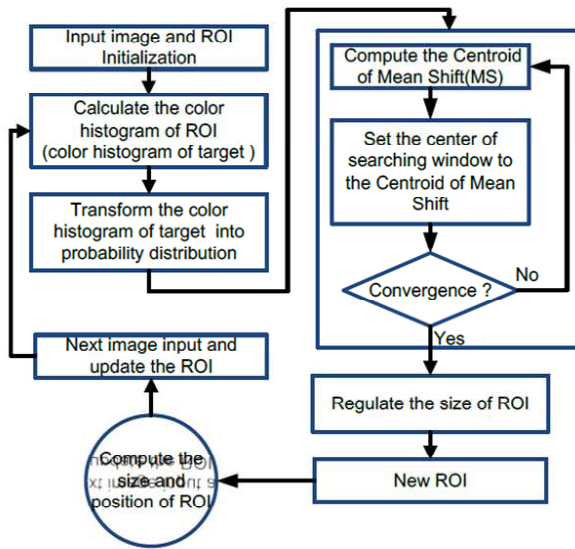 Input image and ROI
Initialization
Calculate the color
histogram of ROI
(color histogram of target )
Transform the color
histogram of target into
probability distribution
Compute the Centroid
of Mean Shift(MS)
Set the center of
searching window to
the Centroid of Mean
Shift
Convergence ?
No
Yes
Regulate the size of ROI
New ROI
Compute the
size and
position of ROI
Next image input and
update the ROI